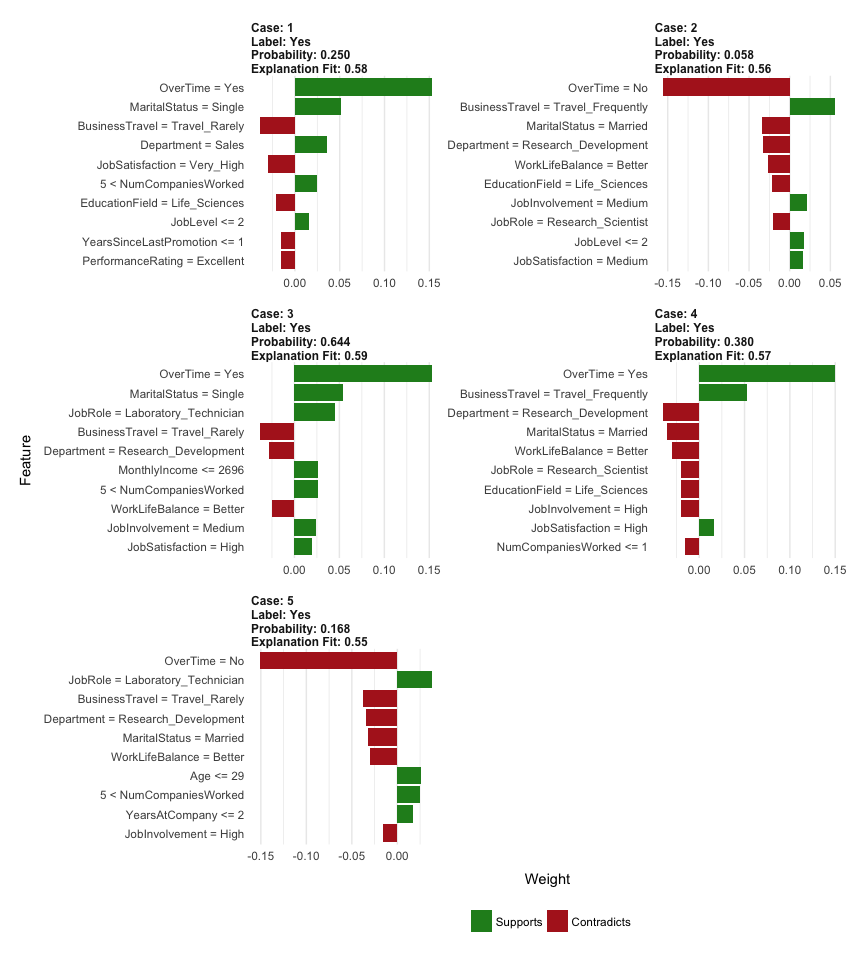 Case: 1
Label: Yes
Probability: 0.250
Explanation Fit: 0.58
OverTime = Yes
MaritalStatus = Single
BusinessTravel = Travel_Rarely
Department = Sales
JobSatisfaction = Very_High
5 < NumCompaniesWorked
EducationField = Life_Sciences
JobLevel <= 2
YearsSinceLastPromotion <= 1
PerformanceRating = Excellent
0.00 0.05 0.10 0.15
Case: 2
Label: Yes
Probability: 0.058
Explanation Fit: 0.56
OverTime = No
BusinessTravel = Travel_Frequently
MaritalStatus = Married
Department = Research_Development
WorkLifeBalance = Better
EducationField = Life_Sciences
JobInvolvement = Medium
JobRole = Research_Scientist
JobLevel <= 2
JobSatisfaction = Medium
-0.15 -0.10 -0.05 0.00 0.05
Case: 3
Label: Yes
Probability: 0.644
Explanation Fit: 0.59
OverTime = Yes
MaritalStatus = Single
JobRole = Laboratory_Technician
BusinessTravel = Travel_Rarely
Department = Research_Development
MonthlyIncome <= 2696
5 < NumCompaniesWorked
WorkLifeBalance = Better
JobInvolvement = Medium
JobSatisfaction = High
0.00 0.05 0.10 0.15
Case: 4
Label: Yes
Probability: 0.380
Explanation Fit: 0.57
OverTime = Yes
BusinessTravel = Travel_Frequently
Department = Research_Development
MaritalStatus = Married
WorkLifeBalance = Better
JobRole = Research_Scientist
EducationField = Life_Sciences
JobInvolvement = High
JobSatisfaction = High
NumCompaniesWorked <= 1
0.00 0.05 0.10 0.15
Case: 5
Label: Yes
Probability: 0.168
Explanation Fit: 0.55
OverTime = No
JobRole = Laboratory_Technician
BusinessTravel = Travel_Rarely
Department = Research_Development
MaritalStatus = Married
WorkLifeBalance = Better
Age <= 29
5 < NumCompaniesWorked
YearsAtCompany <= 2
JobInvolvement = High
-0.15 -0.10 -0.05 0.00
Feature
Weight
Supports Contradicts